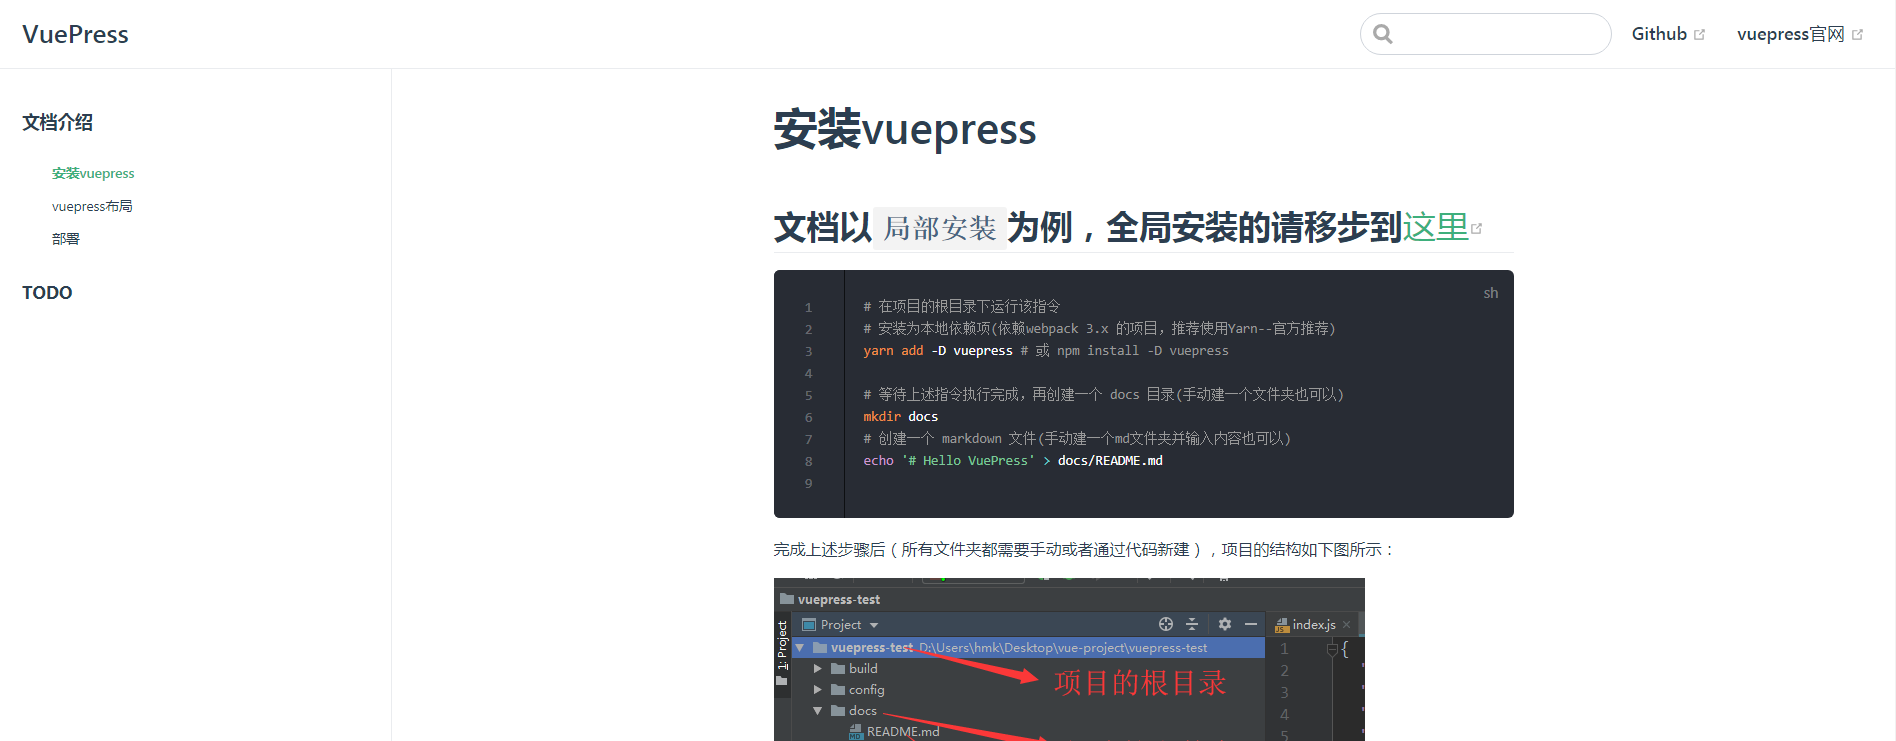 VuePress
Github
vuepress官网
文档介绍
安装vuepress
vuepress布局
部署
TODO
安装vuepress
文档以 局部安装 为例，全局安装的请移步到这里
sh
1 # 在项目的根目录下运行该指令
2 # 安装为本地依赖项(依赖webpack 3.x 的项目，推荐使用Yarn--官方推荐)
3 yarn add -D vuepress # 或 npm install -D vuepress
4
5 # 等待上述指令执行完成，再创建一个 docs 目录(手动建一个文件夹也可以)
6 mkdir docs
7 # 创建一个 markdown 文件(手动建一个md文件夹并输入内容也可以)
8 echo '# Hello VuePress' > docs/README.md
9
完成上述步骤后（所有文件夹都需要手动或者通过代码新建），项目的结构如下图所示：
vuepress-test
1: Project
Project
index.js
vuepress-test D:\Users\hmk\Desktop\vue-project\vuepress-test
build
config
docs
README.md
项目的根目录
1 {
2
3
4
5